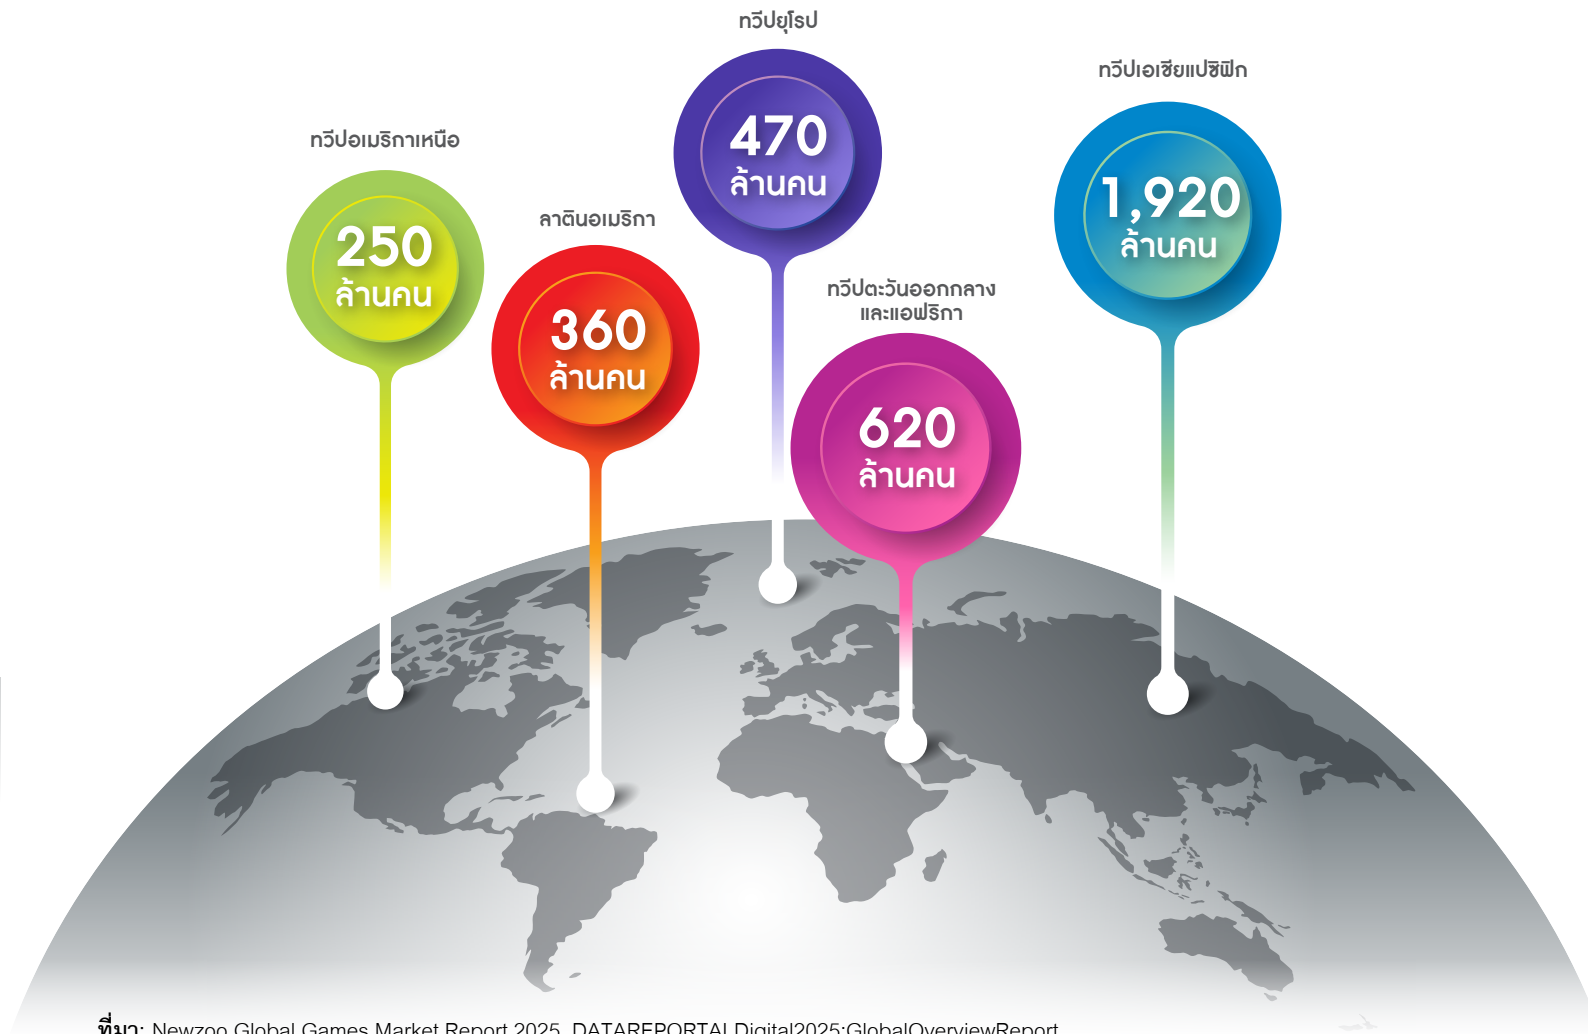 ทวีปยุโรป
470
ล้านคน
ทวีปเอเชียแปซิฟิก
1,920
ล้านคน
ทวีปอเมริกาเหนือ
250
ล้านคน
ลาตินอเมริกา
360
ล้านคน
ทวีปตะวันออกกลาง
และแอฟริกา
620
ล้านคน
ที่มา: Newzoo Global Games Market Report 2025, DATAREPORTALDigital2025:GlobalOverviewReport